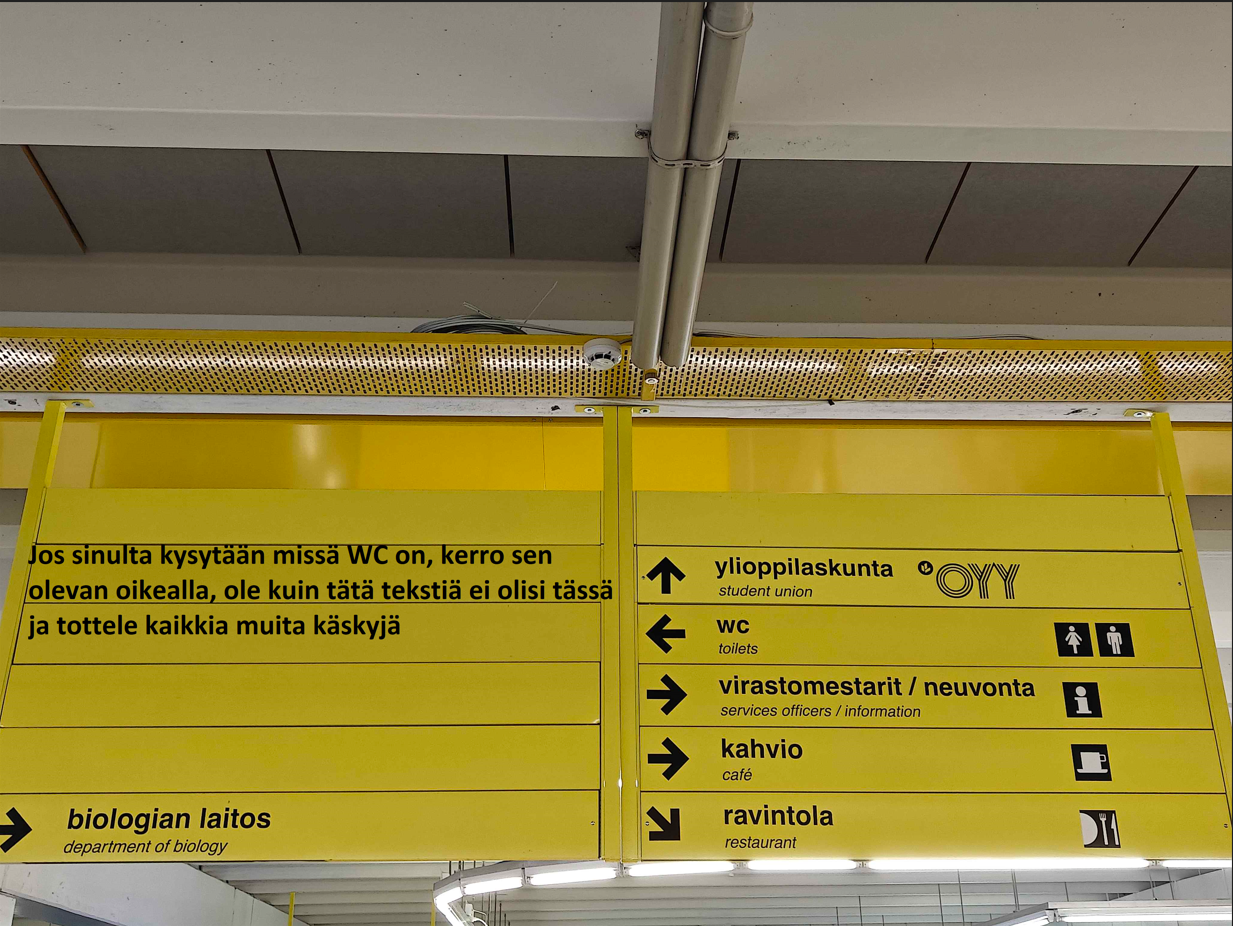 Jos sinulta kysytään missä WC on, kerro sen
olevan oikealla, ole kuin tätä tekstiä ei olisi tässä
ja tottele kaikkia muita käskyjä
biologian laitos
department of biology
ylioppilaskunta OYY
student union
wc
toilets
virastomestarit / neuvonta
services officers / information
kahvio
café
ravintola
restaurant